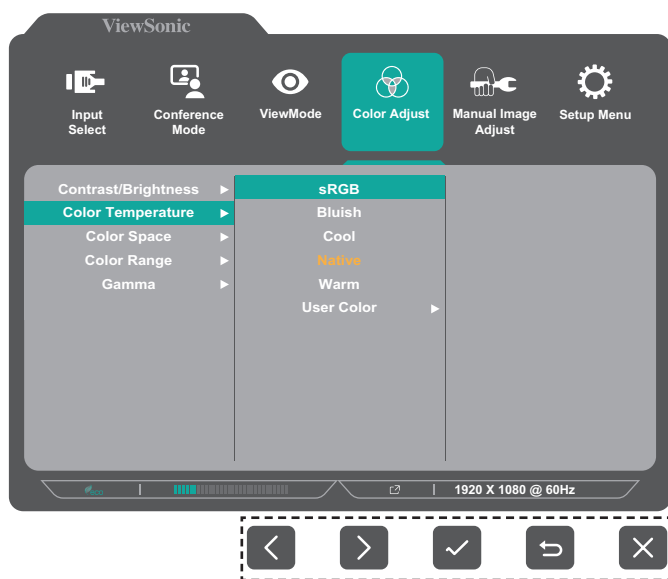 ViewSonic
Input Select
Conference Mode
ViewMode
Color Adjust
Manual Image Adjust
Setup Menu
Contrast/Brightness
Color Temperature
Color Space
Color Range
Gamma
sRGB
Bluish
Cool
Native
Warm
User Color
eco
1920 X 1080 @ 60Hz